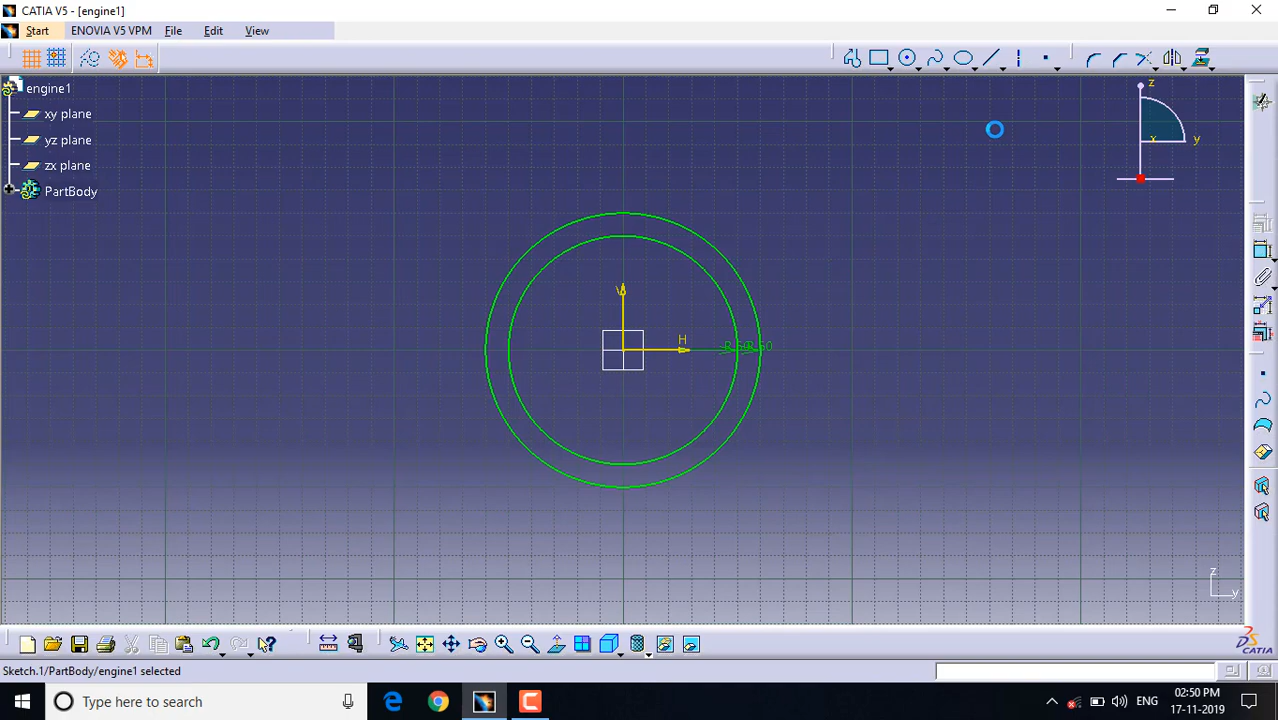 CATIA V5 - [engine1]
Start ENOVIA V5 VPM File Edit View
engine1
xy plane
yz plane
zx plane
PartBody
z
x y
V
H
R 60
z
y
CATIA
Sketch.1/PartBody/engine1 selected
Type here to search
ENG
02:50 PM
17-11-2019